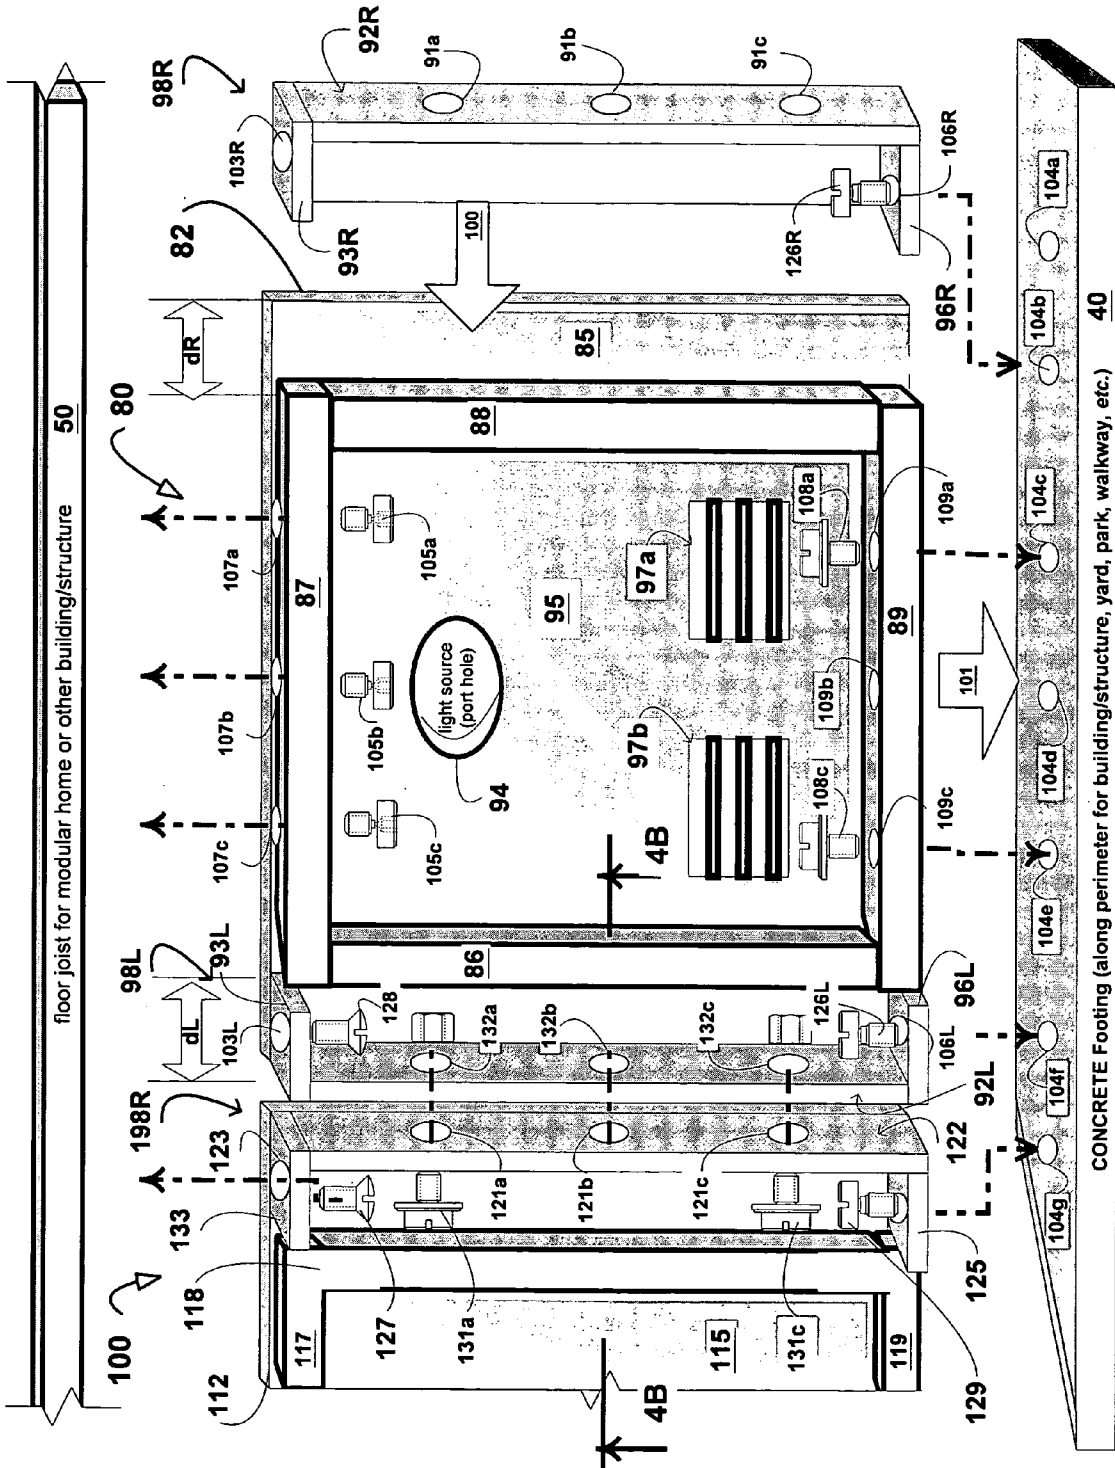 floor joist for modular home or other building/structure
50
98R
92R
91a
91b
91c
103R
93R
82
100
126R
106R
96R
dR
80
85
107a
107b
107c
87
88
105a
105b
105c
light source
(port hole)
94
95
97a
97b
108a
108c
109a
109b
109c
89
101
86
4B
98L
93L
dL
103L
128
132a
132b
132c
126L
106L
96L
92L
198R
123
133
121a
121b
121c
122
118
100
117
112
127
131a
115
131c
119
129
125
4B
104a
104b
104c
104d
104e
104f
104g
40
CONCRETE Footing (along perimeter for building/structure, yard, park, walkway, etc.)